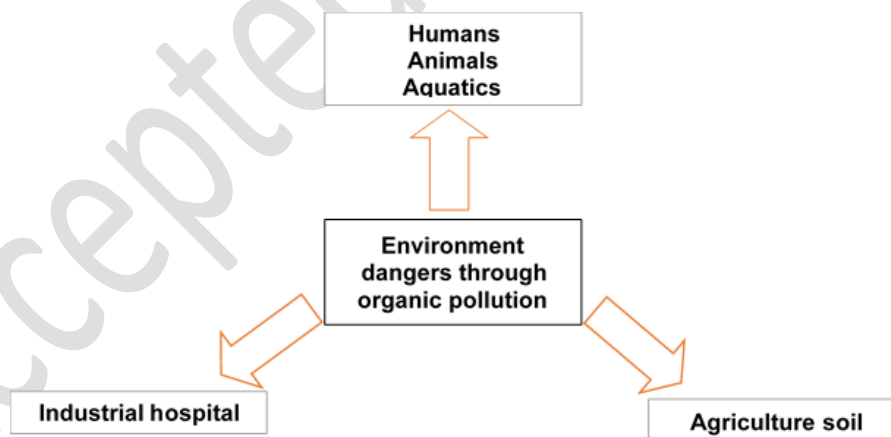 Humans
Animals
Aquatics
Environment
dangers through
organic pollution
Industrial hospital
Agriculture soil